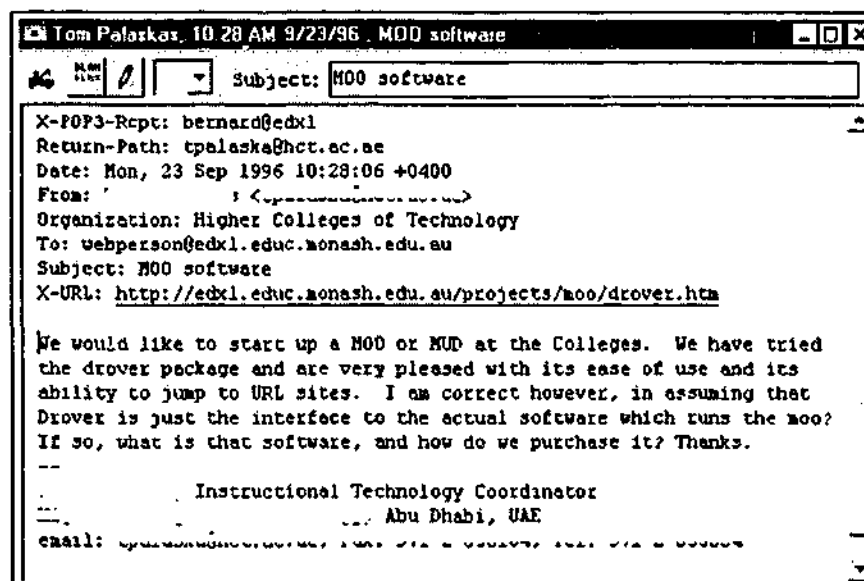 Tom Palaskas, 10:28 AM 9/23/96 , MOO software
Subject: MOO software
X-POP3-Rcpt: bernard@edx1
Return-Path: tpalaska@hct.ac.ae
Date: Mon, 23 Sep 1996 10:28:06 +0400
From:
Organization: Higher Colleges of Technology
To: webperson@edx1.educ.monash.edu.au
Subject: MOO software
X-URL: http://edx1.educ.monash.edu.au/projects/moo/drover.htm
We would like to start up a MOO or MUD at the Colleges. We have tried
the drover package and are very pleased with its ease of use and its
ability to jump to URL sites. I am correct however, in assuming that
Drover is just the interface to the actual software which runs the moo?
If so, what is that software, and how do we purchase it? Thanks.
--
Instructional Technology Coordinator
Abu Dhabi, UAE
email: